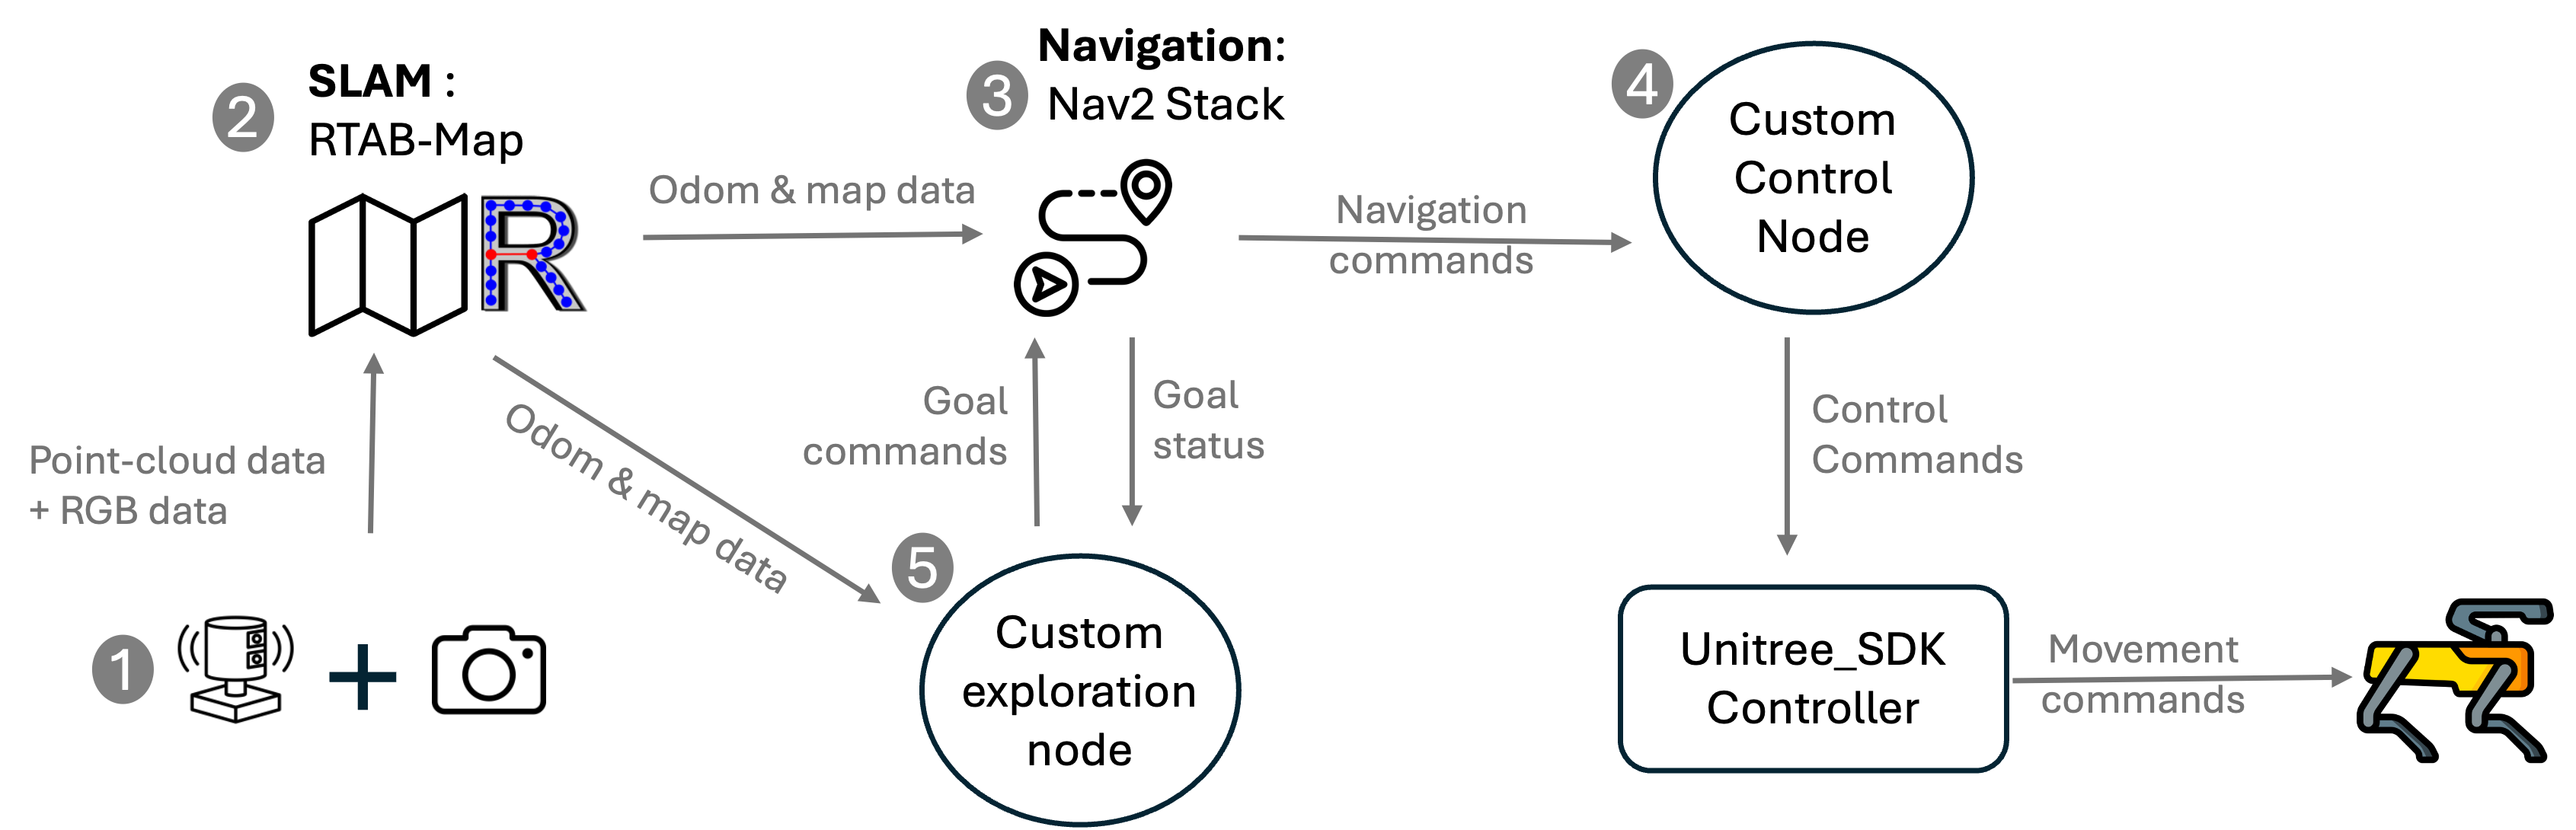 2
SLAM :
RTAB-Map
R
Odom & map data
3
Navigation:
Nav2 Stack
Navigation
commands
4
Custom
Control
Node
Point-cloud data
+ RGB data
Odom & map data
Goal
commands
Goal
status
Control
Commands
1
5
Custom
exploration
node
Unitree_SDK
Controller
Movement
commands